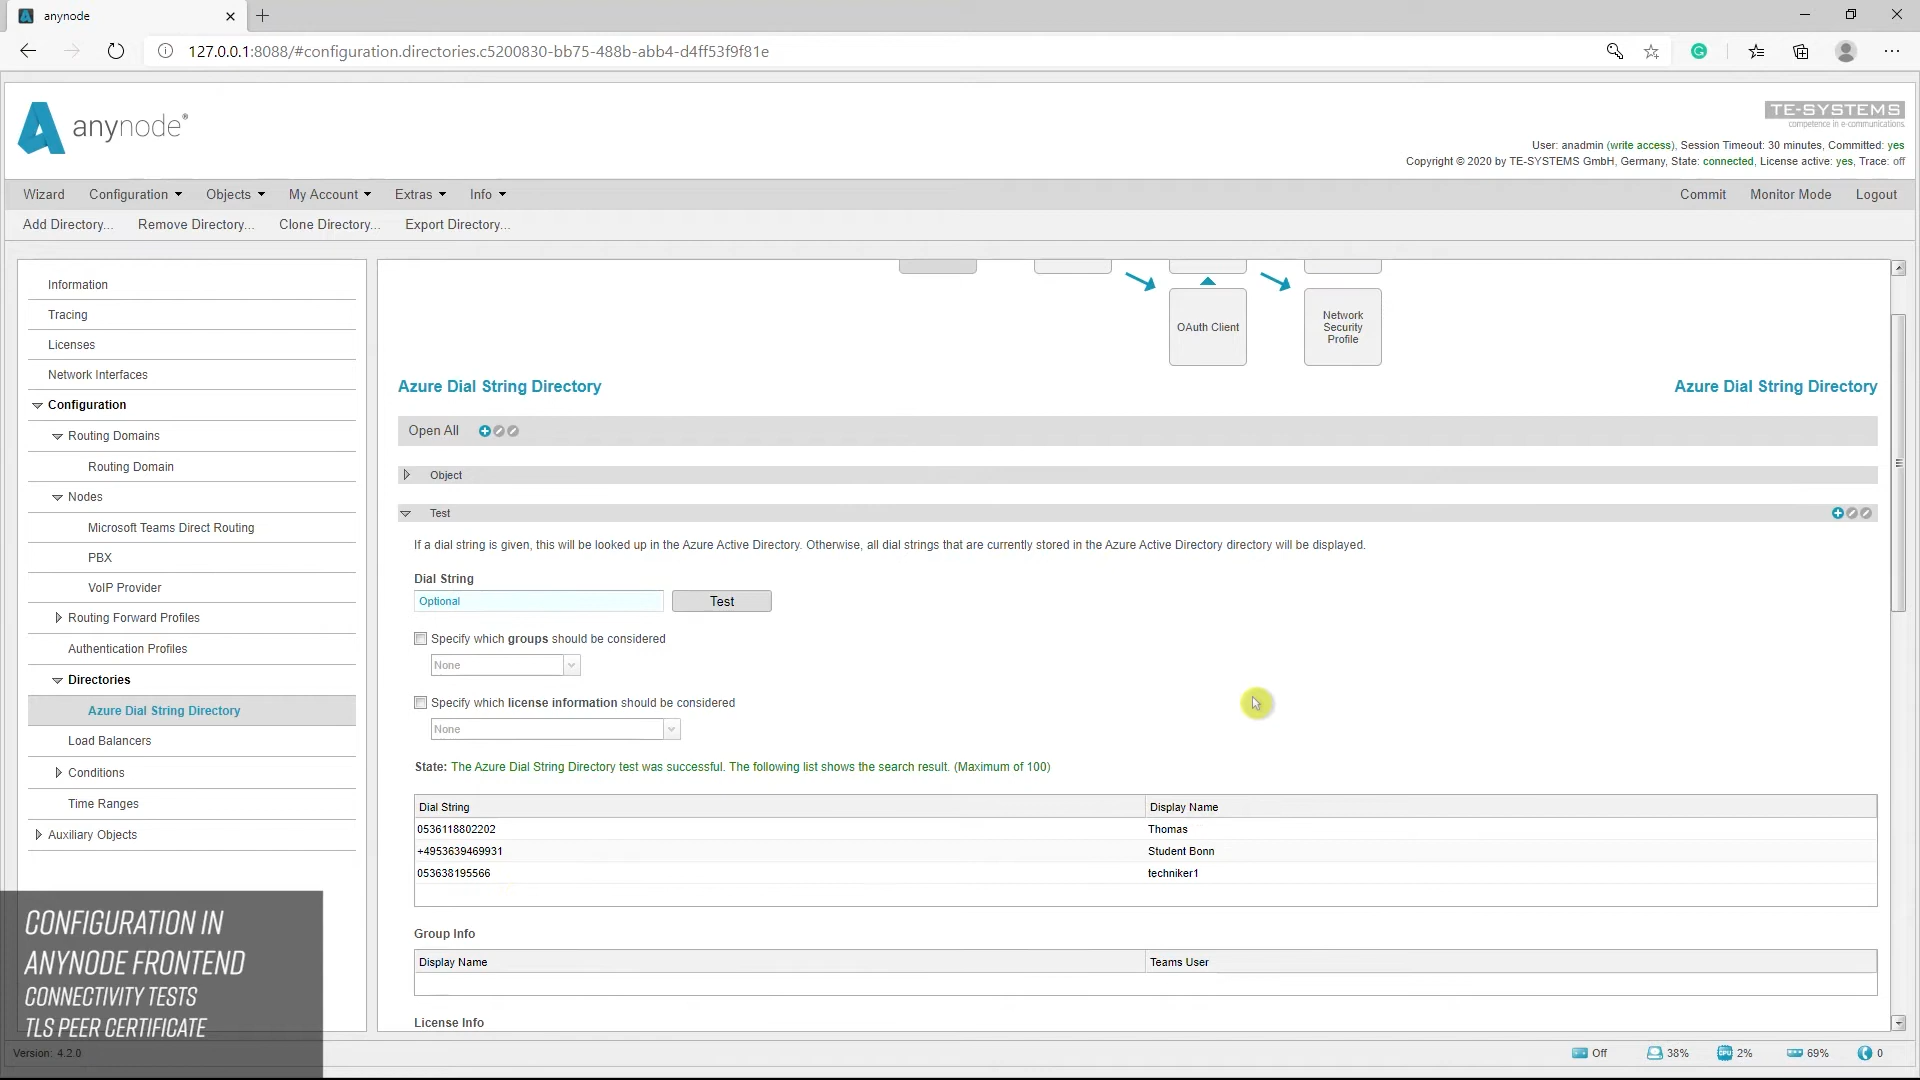 anynode
127.0.0.1:8088/#configuration.directories.c5200830-bb75-488b-abb4-d4ff53f9f81e
anynode®
TE-SYSTEMS
competence in e-communications.
User: anadmin (write access), Session Timeout: 30 minutes, Committed: yes
Copyright © 2020 by TE-SYSTEMS GmbH, Germany, State: connected, License active: yes, Trace: off
Wizard Configuration Objects My Account Extras Info Commit Monitor Mode Logout
Add Directory... Remove Directory... Clone Directory... Export Directory...
Information
Tracing
Licenses
Network Interfaces
Configuration
Routing Domains
Routing Domain
Nodes
Microsoft Teams Direct Routing
PBX
VoIP Provider
Routing Forward Profiles
Authentication Profiles
Directories
Azure Dial String Directory
Load Balancers
Conditions
Time Ranges
Auxiliary Objects
OAuth Client
Network
Security
Profile
Azure Dial String Directory Azure Dial String Directory
Open All
Object
Test
If a dial string is given, this will be looked up in the Azure Active Directory. Otherwise, all dial strings that are currently stored in the Azure Active Directory directory will be displayed.
Dial String
Optional Test
Specify which groups should be considered
None
Specify which license information should be considered
None
State: The Azure Dial String Directory test was successful. The following list shows the search result. (Maximum of 100)
Dial String Display Name
0536118802202 Thomas
+4953639469931 Student Bonn
053638195566 techniker1
Group Info
Display Name Teams User
License Info
CONFIGURATION IN
ANYNODE FRONTEND
CONNECTIVITY TESTS
TLS PEER CERTIFICATE
Version: 4.2.0
Off 38% CPU 2% 69% 0